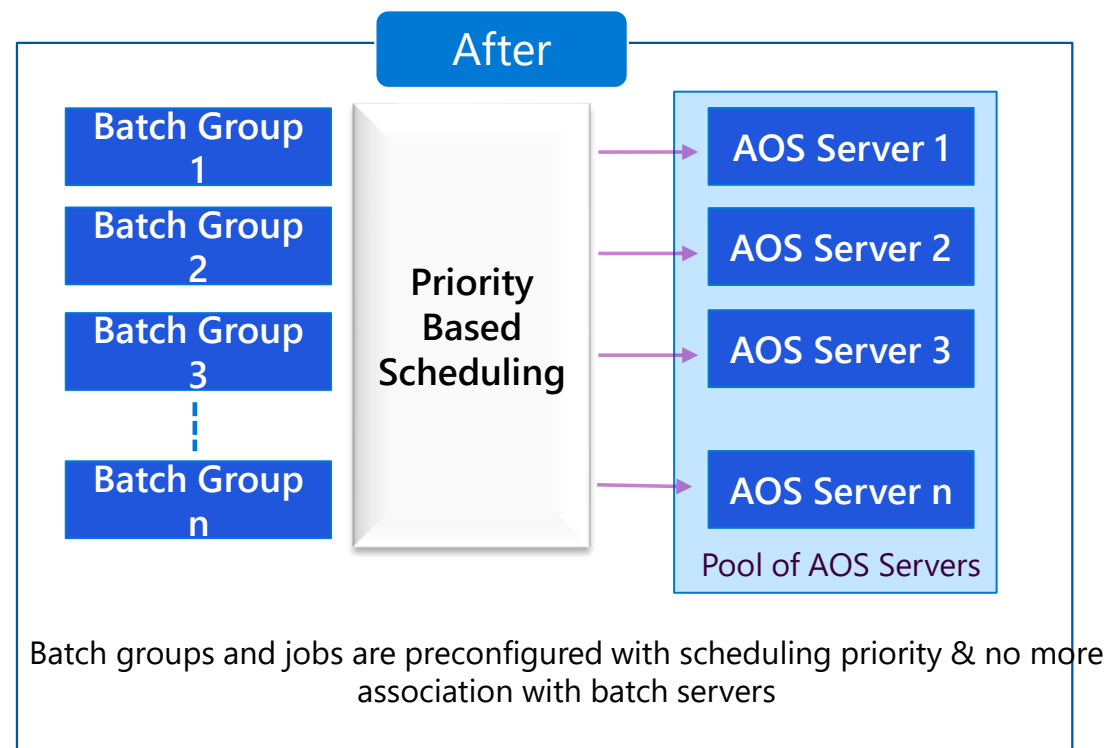 After
Batch Group
1
Batch Group
2
Batch Group
3
Batch Group
n
Priority
Based
Scheduling
AOS Server 1
AOS Server 2
AOS Server 3
AOS Server n
Pool of AOS Servers
Batch groups and jobs are preconfigured with scheduling priority & no more
association with batch servers